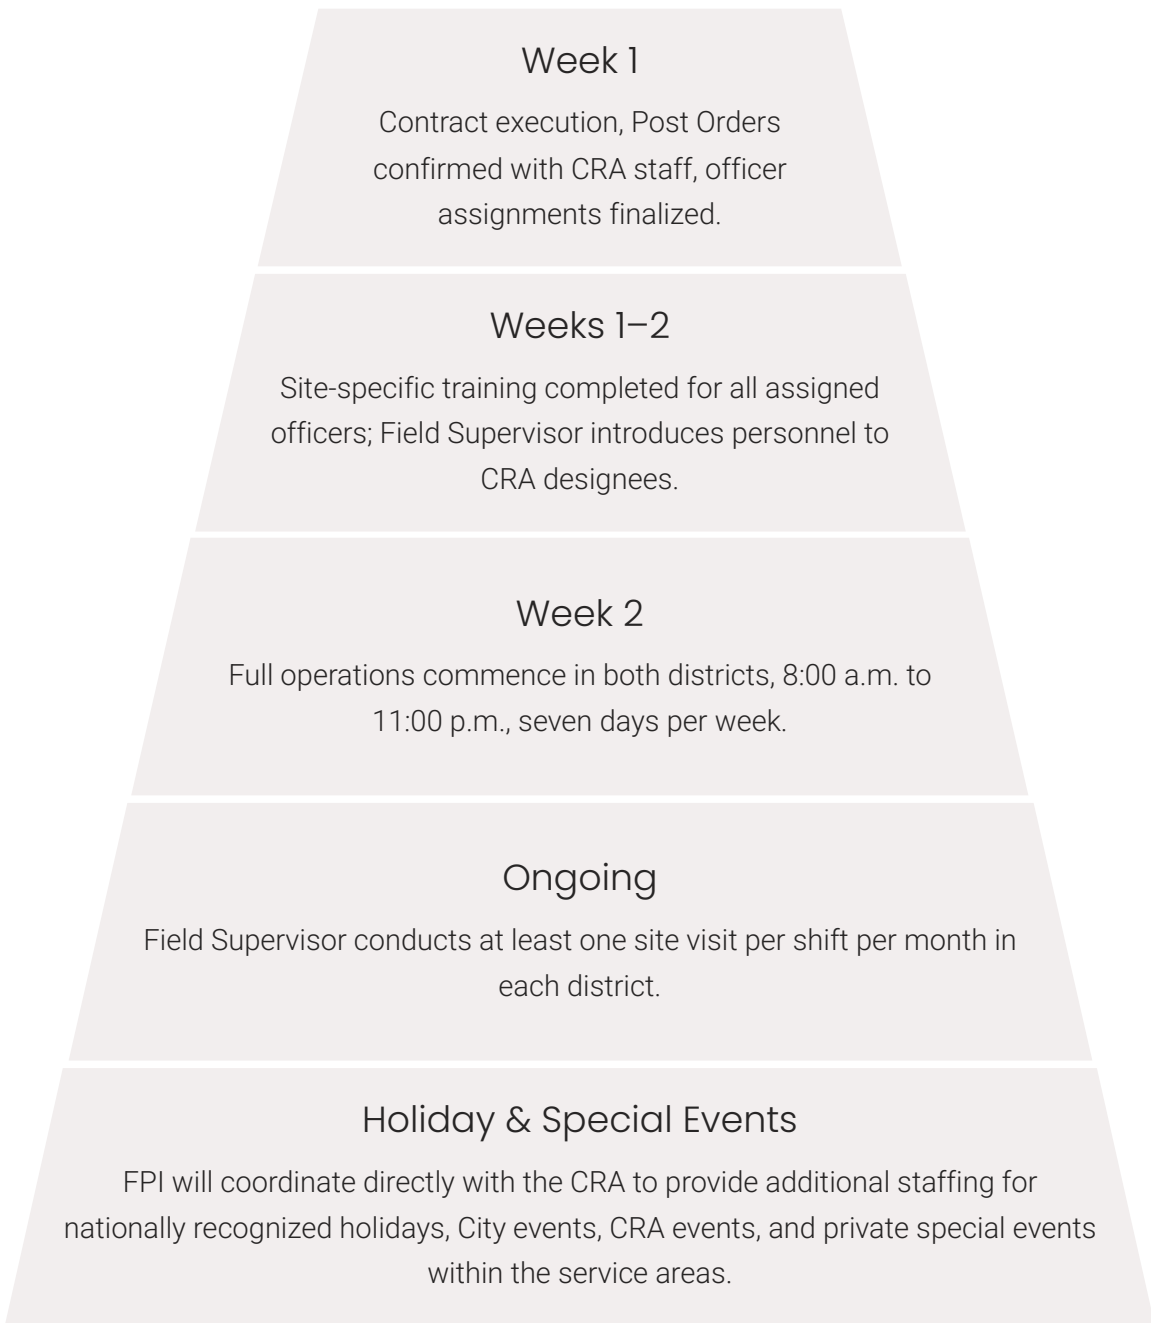 Week 1
Contract execution, Post Orders
confirmed with CRA staff, officer
assignments finalized.
Weeks 1–2
Site-specific training completed for all assigned
officers; Field Supervisor introduces personnel to
CRA designees.
Week 2
Full operations commence in both districts, 8:00 a.m. to
11:00 p.m., seven days per week.
Ongoing
Field Supervisor conducts at least one site visit per shift per month in
each district.
Holiday & Special Events
FPI will coordinate directly with the CRA to provide additional staffing for
nationally recognized holidays, City events, CRA events, and private special events
within the service areas.